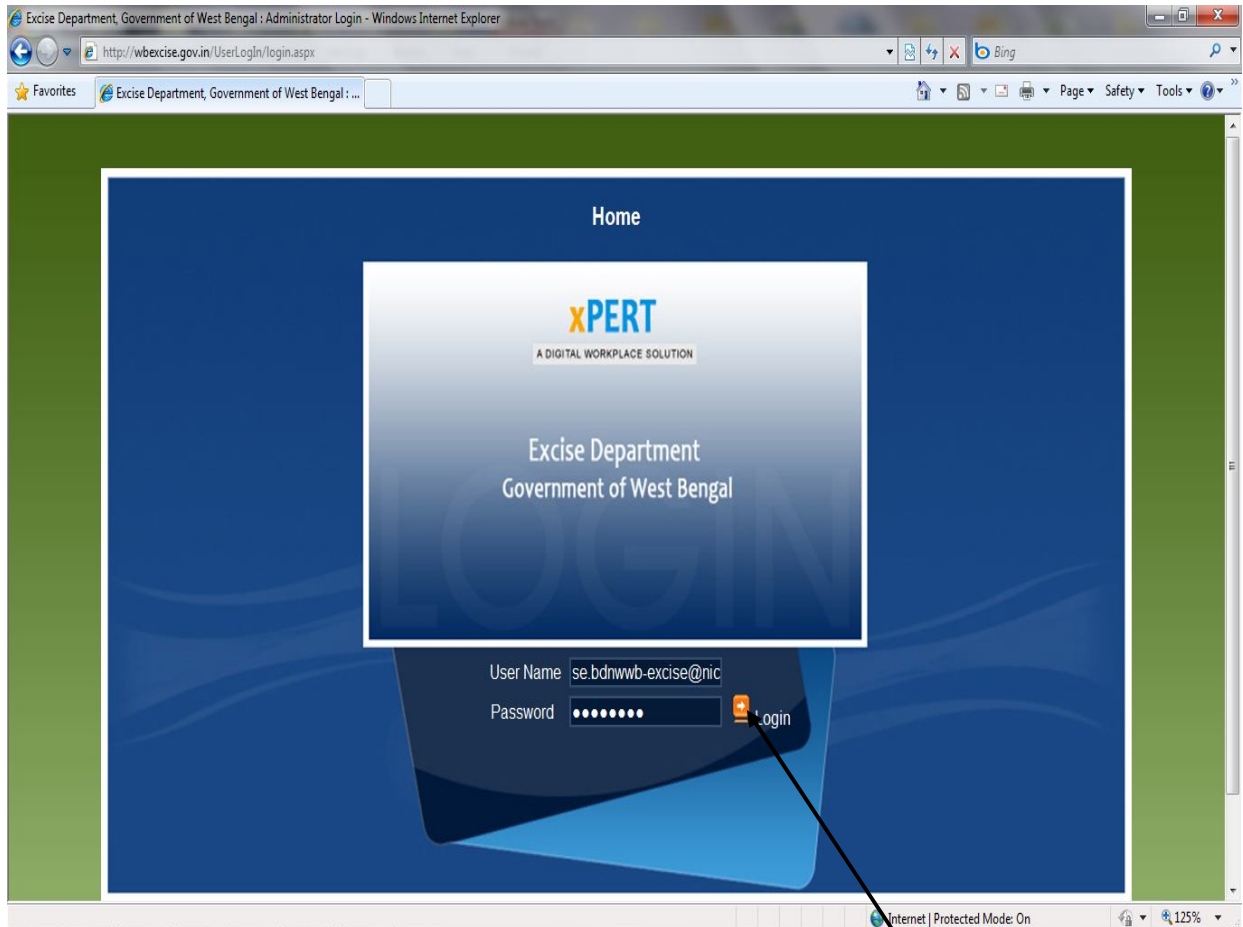 Excise Department, Government of West Bengal : Administrator Login - Windows Internet Explorer
http://wbexcise.gov.in/UserLogIn/login.aspx
Bing
Favorites
Excise Department, Government of West Bengal : ...
Page
Safety
Tools
Home
xPERT
A DIGITAL WORKPLACE SOLUTION
Excise Department
Government of West Bengal
LOGIN
User Name se.bdnwwb-excise@nic
Password ••••••••
Login
Internet | Protected Mode: On
125%